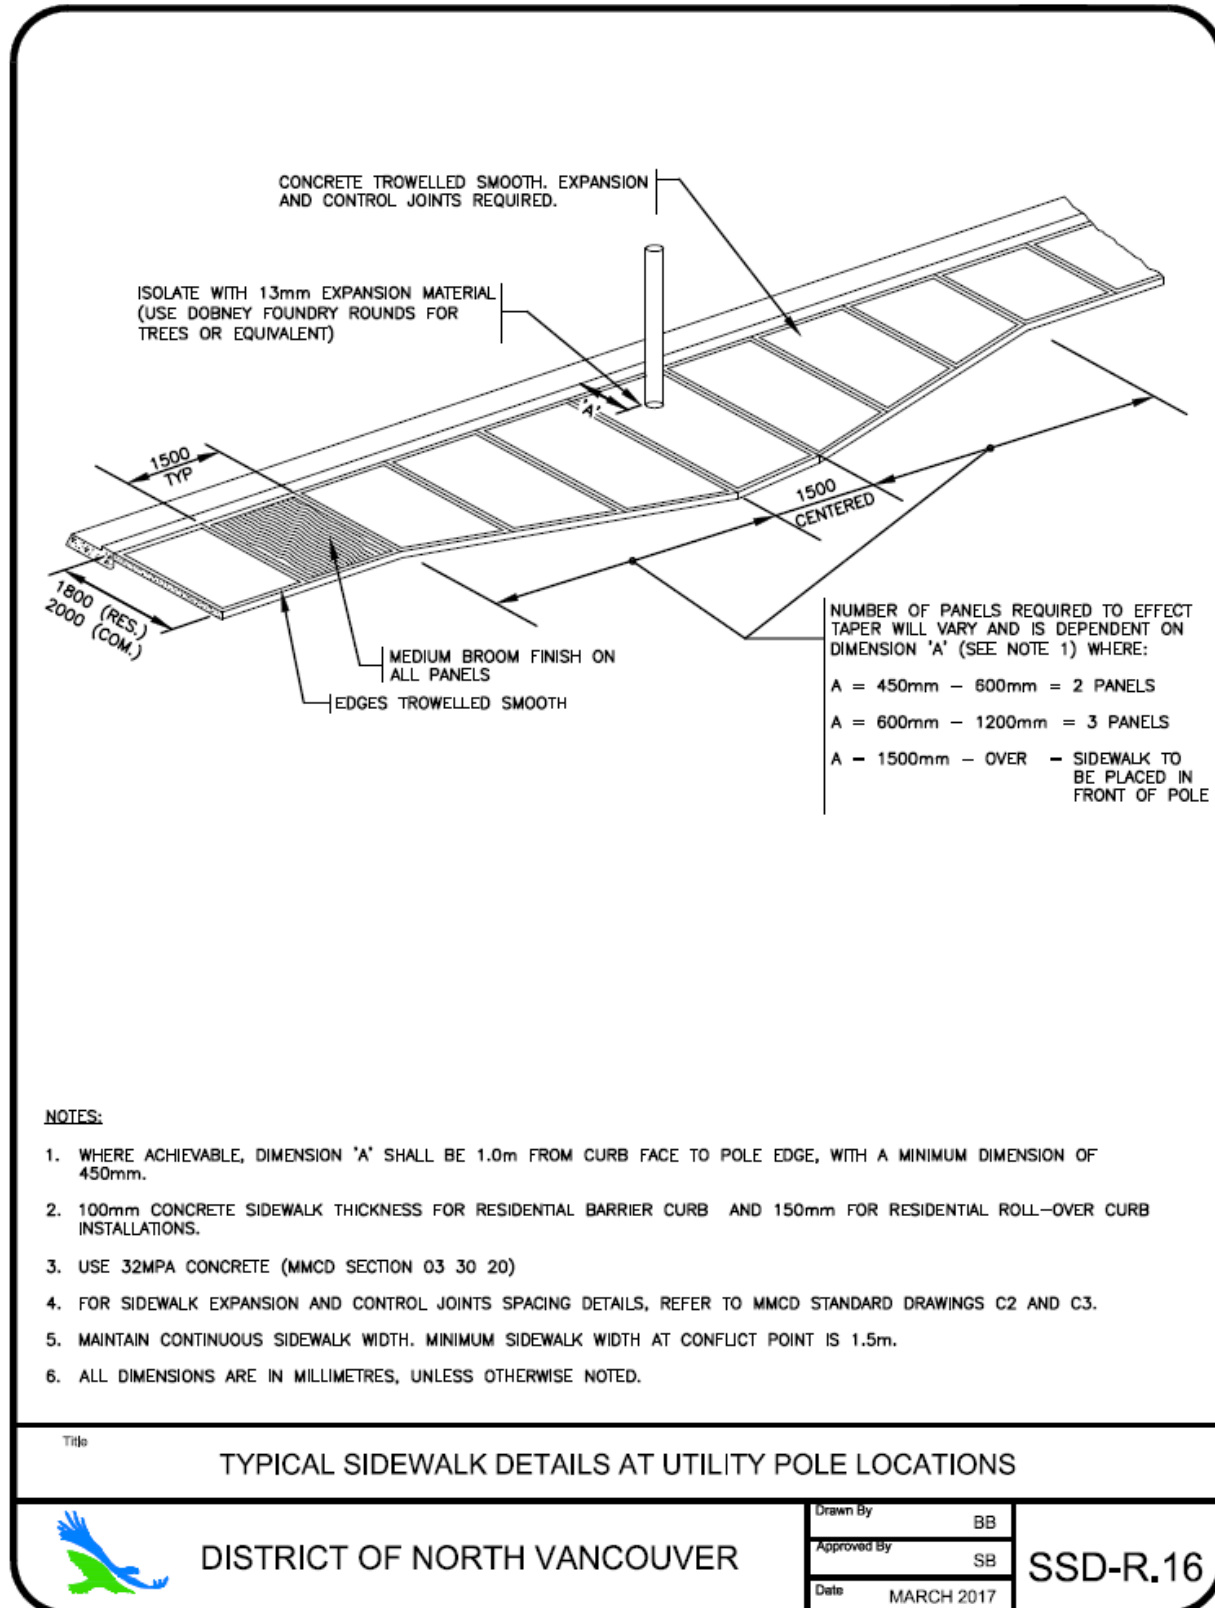 CONCRETE TROWELLED SMOOTH. EXPANSION
AND CONTROL JOINTS REQUIRED.
ISOLATE WITH 13mm EXPANSION MATERIAL
(USE DOBNEY FOUNDRY ROUNDS FOR
TREES OR EQUIVALENT)
'A'
1500
TYP
1500
CENTERED
1800 (RES.)
2000 (COM.)
MEDIUM BROOM FINISH ON
ALL PANELS
EDGES TROWELLED SMOOTH
NUMBER OF PANELS REQUIRED TO EFFECT
TAPER WILL VARY AND IS DEPENDENT ON
DIMENSION 'A' (SEE NOTE 1) WHERE:
A = 450mm – 600mm = 2 PANELS
A = 600mm – 1200mm = 3 PANELS
A – 1500mm – OVER – SIDEWALK TO
BE PLACED IN
FRONT OF POLE
NOTES:
1. WHERE ACHIEVABLE, DIMENSION 'A' SHALL BE 1.0m FROM CURB FACE TO POLE EDGE, WITH A MINIMUM DIMENSION OF
450mm.
2. 100mm CONCRETE SIDEWALK THICKNESS FOR RESIDENTIAL BARRIER CURB AND 150mm FOR RESIDENTIAL ROLL–OVER CURB
INSTALLATIONS.
3. USE 32MPA CONCRETE (MMCD SECTION 03 30 20)
4. FOR SIDEWALK EXPANSION AND CONTROL JOINTS SPACING DETAILS, REFER TO MMCD STANDARD DRAWINGS C2 AND C3.
5. MAINTAIN CONTINUOUS SIDEWALK WIDTH. MINIMUM SIDEWALK WIDTH AT CONFLICT POINT IS 1.5m.
6. ALL DIMENSIONS ARE IN MILLIMETRES, UNLESS OTHERWISE NOTED.
Title
TYPICAL SIDEWALK DETAILS AT UTILITY POLE LOCATIONS
DISTRICT OF NORTH VANCOUVER
Drawn By BB
Approved By SB
Date MARCH 2017
SSD-R.16